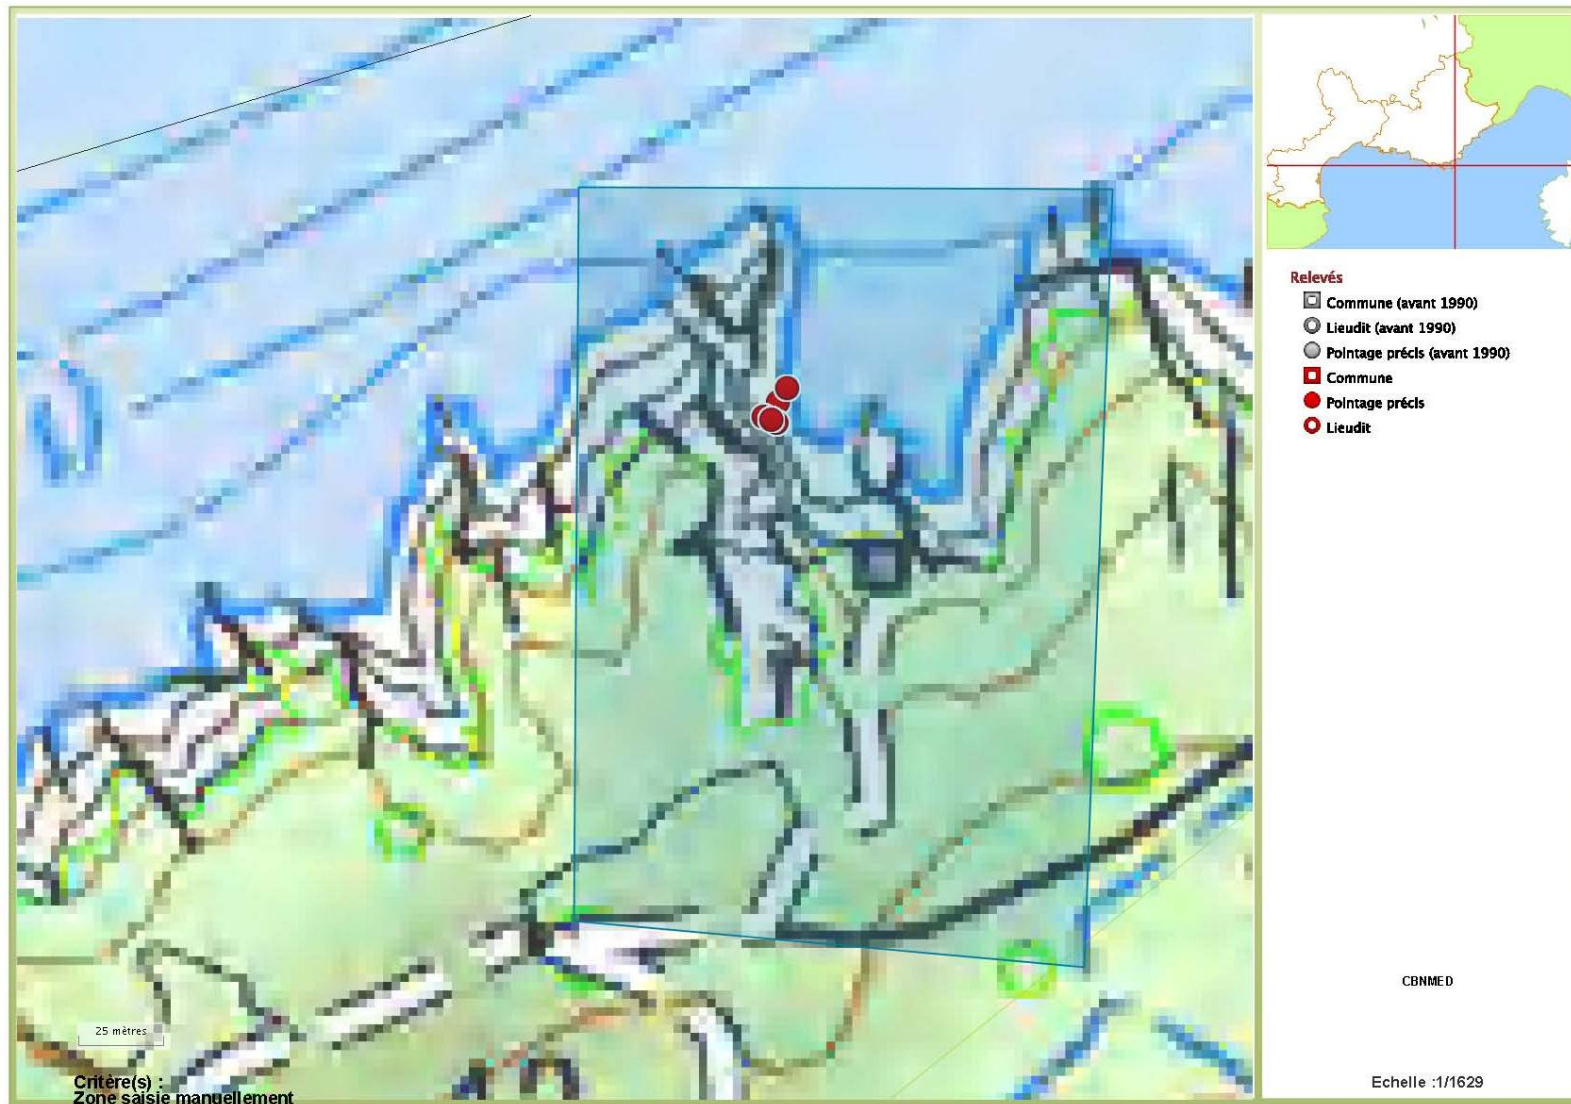 Relevés
Commune (avant 1990)
Lieudit (avant 1990)
Pointage précis (avant 1990)
Commune
Pointage précis
Lieudit
CBNMED
25 mètres
Critère(s) :
Zone saisie manuellement
Echelle :1/1629